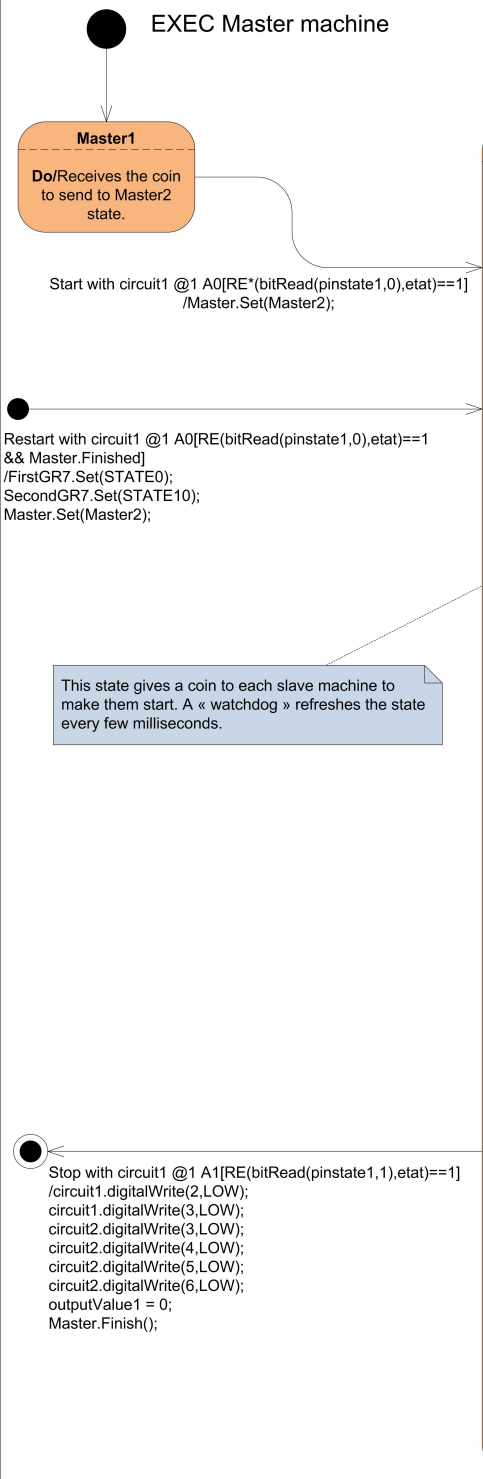 EXEC Master machine
Master1
Do/Receives the coin
to send to Master2
state.
Start with circuit1 @1 A0[RE*(bitRead(pinstate1,0),etat)==1]
/Master.Set(Master2);
Restart with circuit1 @1 A0[RE(bitRead(pinstate1,0),etat)==1
&& Master.Finished]
/FirstGR7.Set(STATE0);
SecondGR7.Set(STATE10);
Master.Set(Master2);
This state gives a coin to each slave machine to
make them start. A « watchdog » refreshes the state
every few milliseconds.
Stop with circuit1 @1 A1[RE(bitRead(pinstate1,1),etat)==1]
/circuit1.digitalWrite(2,LOW);
circuit1.digitalWrite(3,LOW);
circuit2.digitalWrite(3,LOW);
circuit2.digitalWrite(4,LOW);
circuit2.digitalWrite(5,LOW);
circuit2.digitalWrite(6,LOW);
outputValue1 = 0;
Master.Finish();